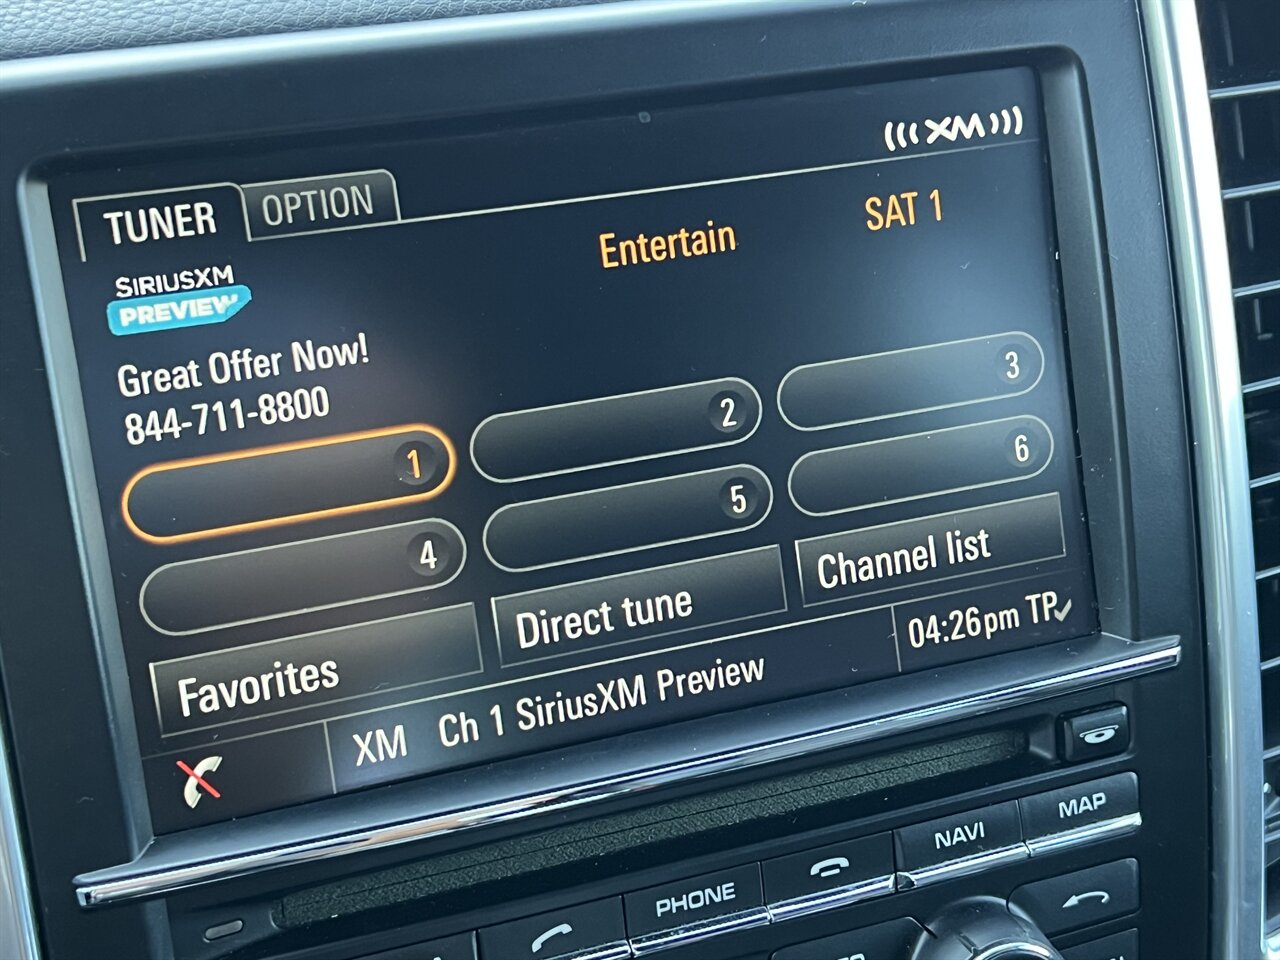 XM
TUNER
OPTION
Entertain
SAT 1
SIRIUSXM
PREVIEW
Great Offer Now!
844-711-8800
1
2
3
4
5
6
Favorites
Direct tune
Channel list
XM Ch 1 SiriusXM Preview
04:26pm TP
PHONE
NAVI
MAP